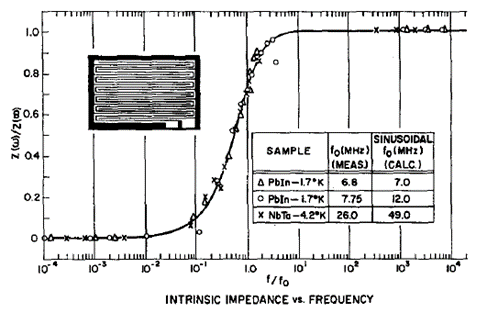 Z(ω)/Z(∞)
1.0
0.8
0.6
0.4
0.2
0
SAMPLE f₀(MHz) (MEAS.) SINUSOIDAL f₀(MHz) (CALC.)
△ PbIn-1.7°K 6.8 7.0
○ PbIn-1.7°K 7.75 12.0
× NbTa-4.2°K 26.0 49.0
10⁻⁴ 10⁻³ 10⁻² 10⁻¹ 1.0 10¹ 10² 10³ 10⁴
f/f₀
INTRINSIC IMPEDANCE vs. FREQUENCY